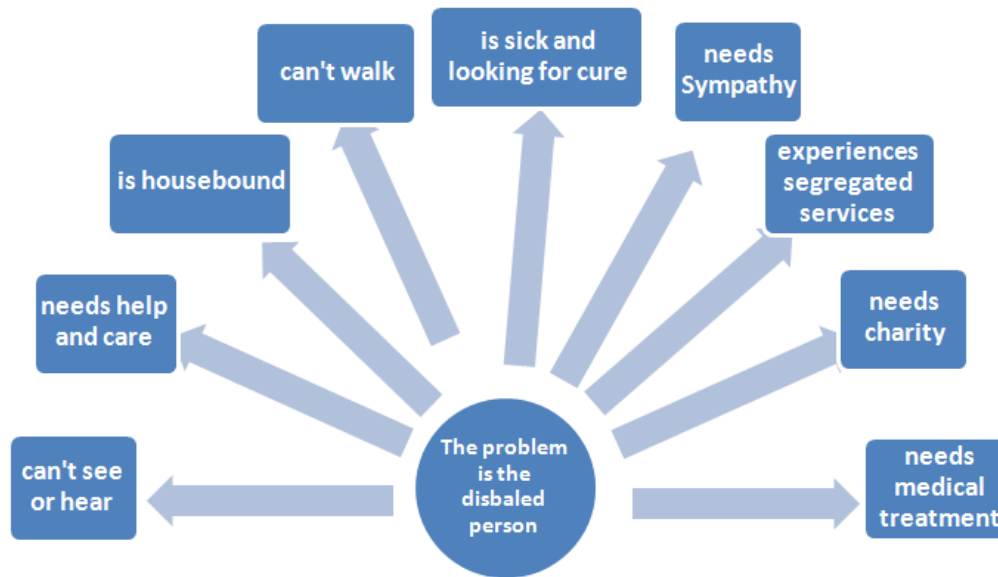 can't walk
is sick and
looking for cure
needs
Sympathy
is housebound
experiences
segregated
services
needs help
and care
needs
charity
can't see
or hear
The problem
is the
disbaled
person
needs
medical
treatment